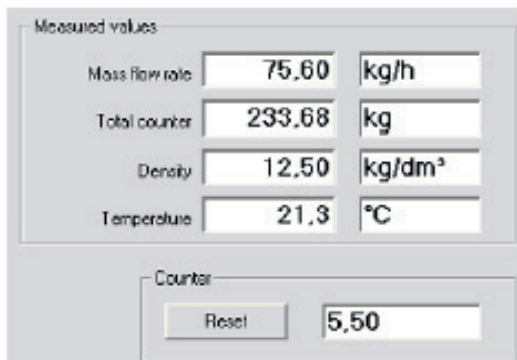 Measured values
Mass flow rate 75,60 kg/h
Total counter 233,68 kg
Density 12,50 kg/dm³
Temperature 21,3 °C
Counter
Reset 5,50